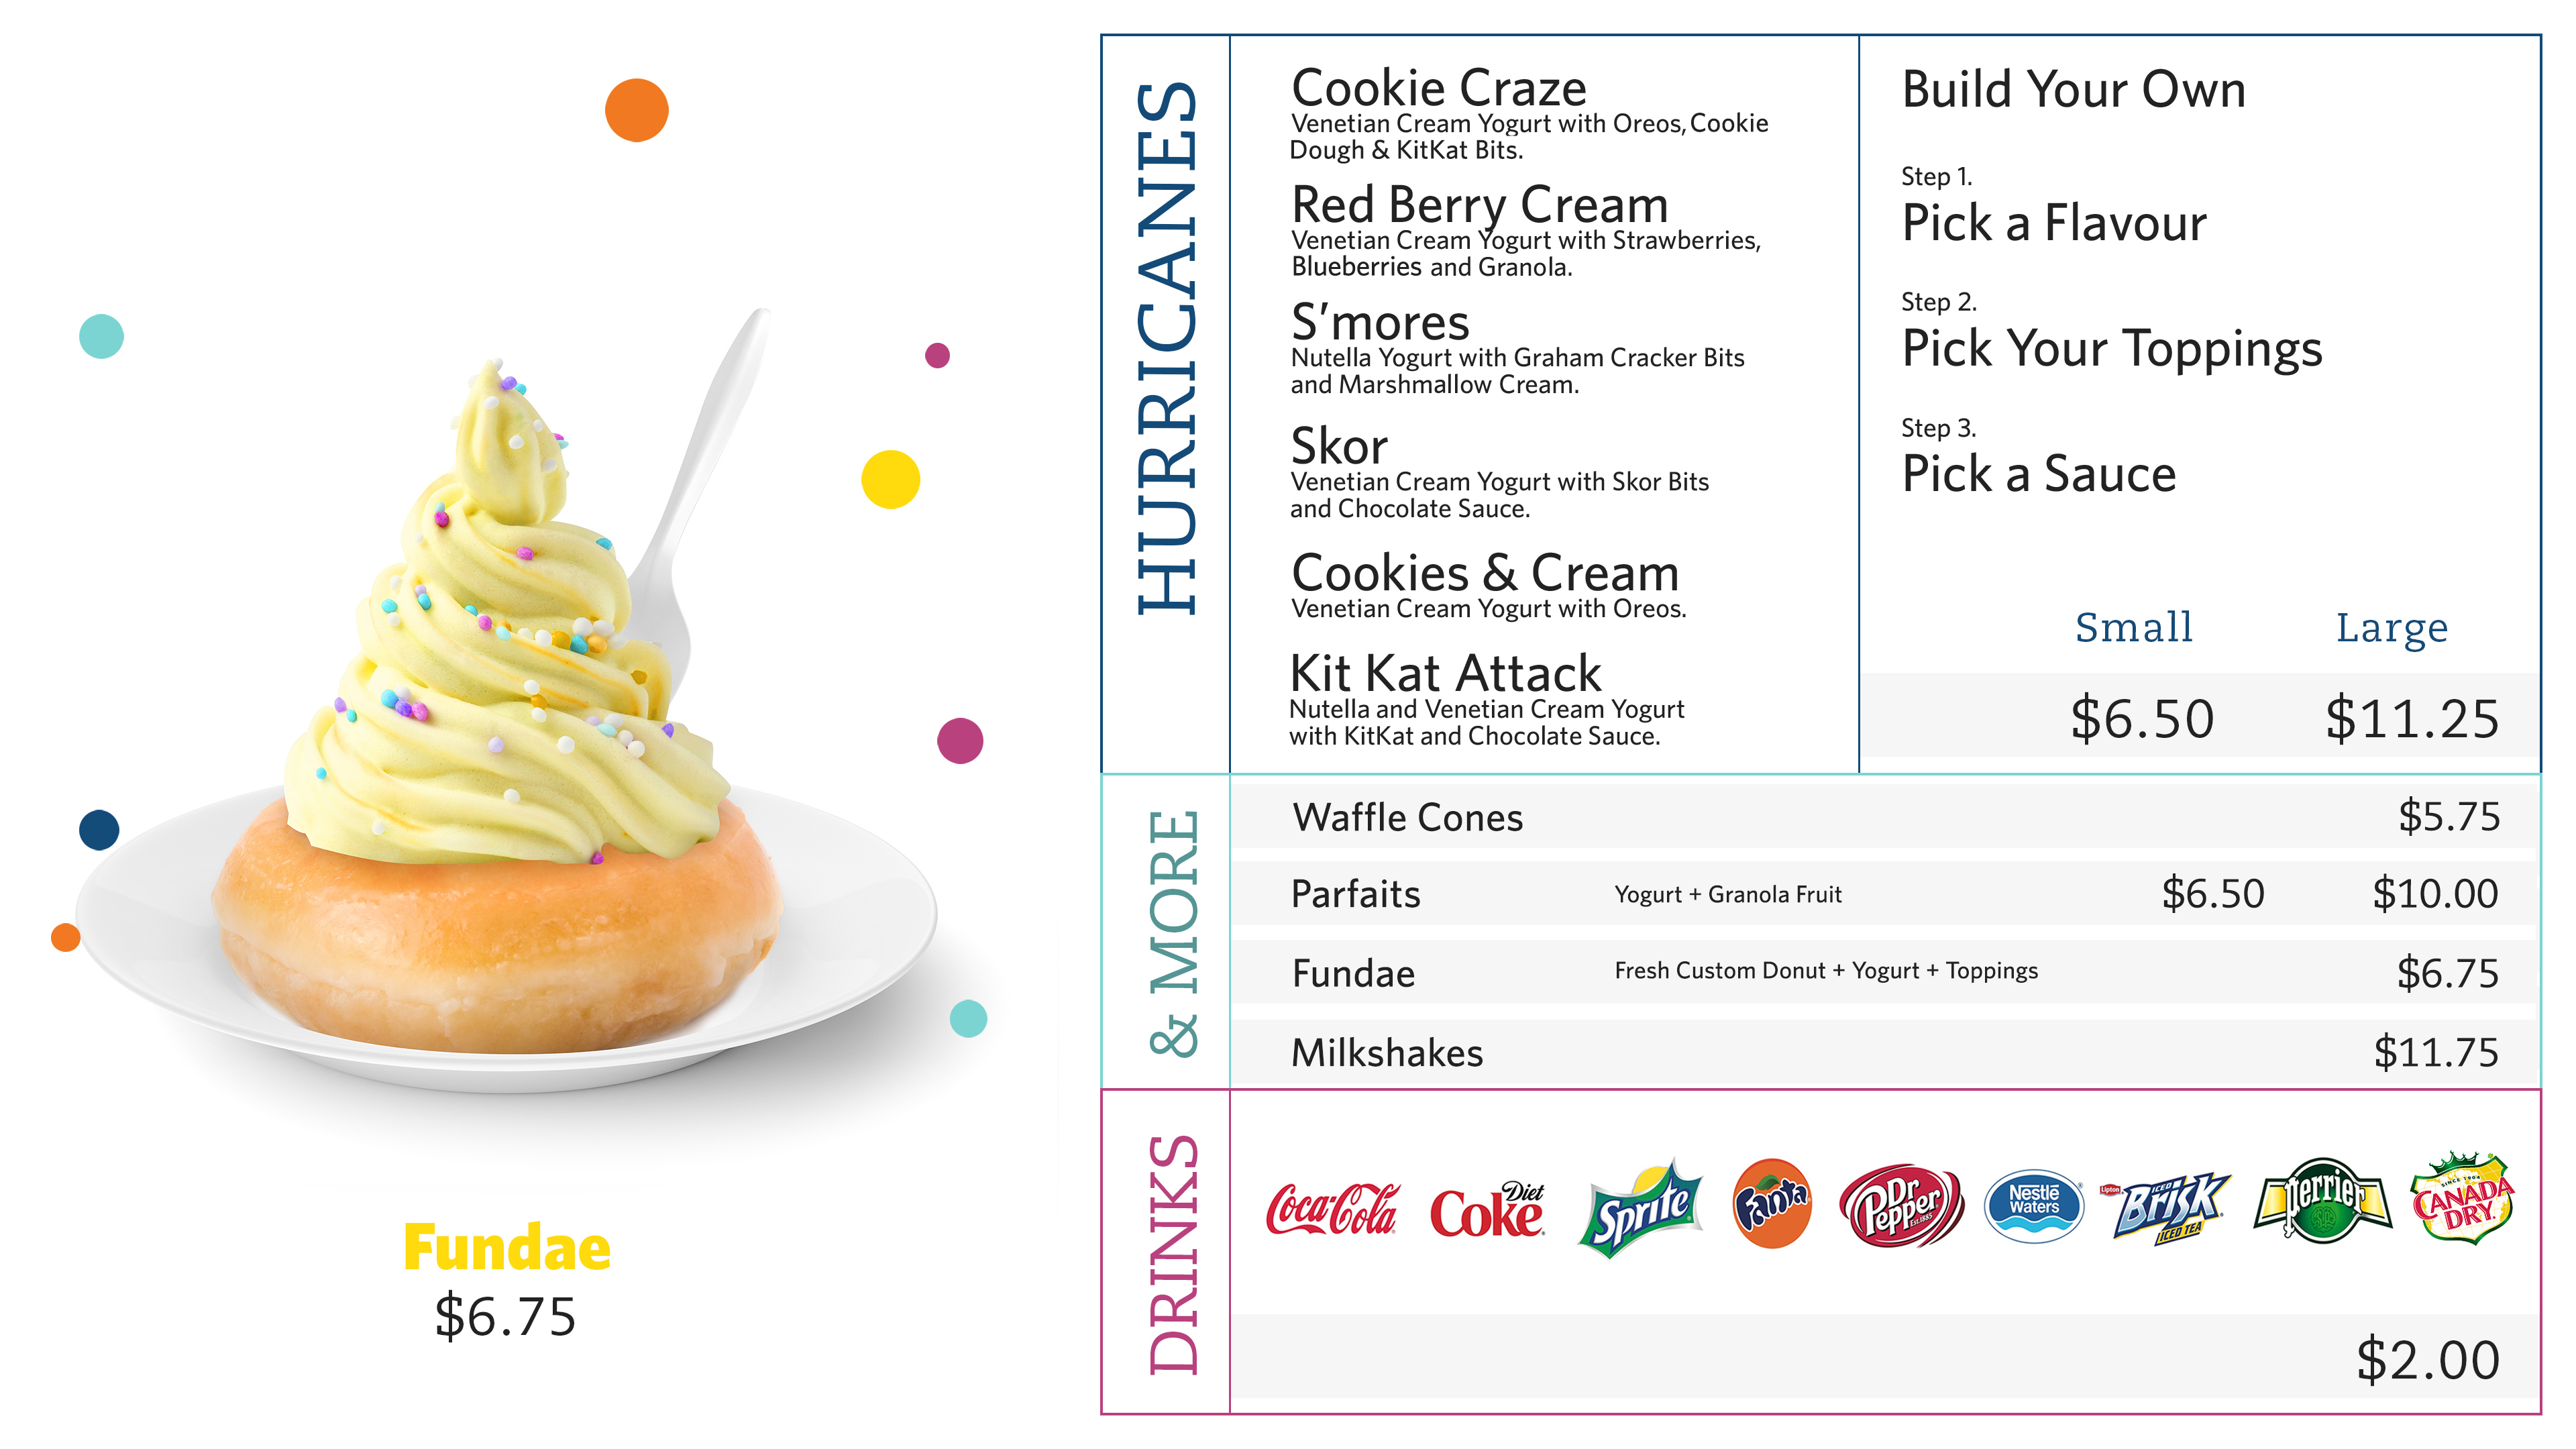 HURRICANES
Cookie Craze
Venetian Cream Yogurt with Oreos, Cookie
Dough & KitKat Bits.
Red Berry Cream
Venetian Cream Yogurt with Strawberries,
Blueberries and Granola.
S'mores
Nutella Yogurt with Graham Cracker Bits
and Marshmallow Cream.
Skor
Venetian Cream Yogurt with Skor Bits
and Chocolate Sauce.
Cookies & Cream
Venetian Cream Yogurt with Oreos.
Kit Kat Attack
Nutella and Venetian Cream Yogurt
with KitKat and Chocolate Sauce.
Build Your Own
Step 1.
Pick a Flavour
Step 2.
Pick Your Toppings
Step 3.
Pick a Sauce
Small Large
$6.50 $11.25
& MORE
Waffle Cones $5.75
Parfaits Yogurt + Granola Fruit $6.50 $10.00
Fundae Fresh Custom Donut + Yogurt + Toppings $6.75
Milkshakes $11.75
DRINKS
Coca-Cola
Diet
Coke
Sprite
Fanta
Dr
Pepper
EST. 1885
Nestlé
Waters
Lipton
ICED
Brisk
ICED TEA
perrier
SINCE 1904
CANADA
DRY
$2.00
Fundae
$6.75